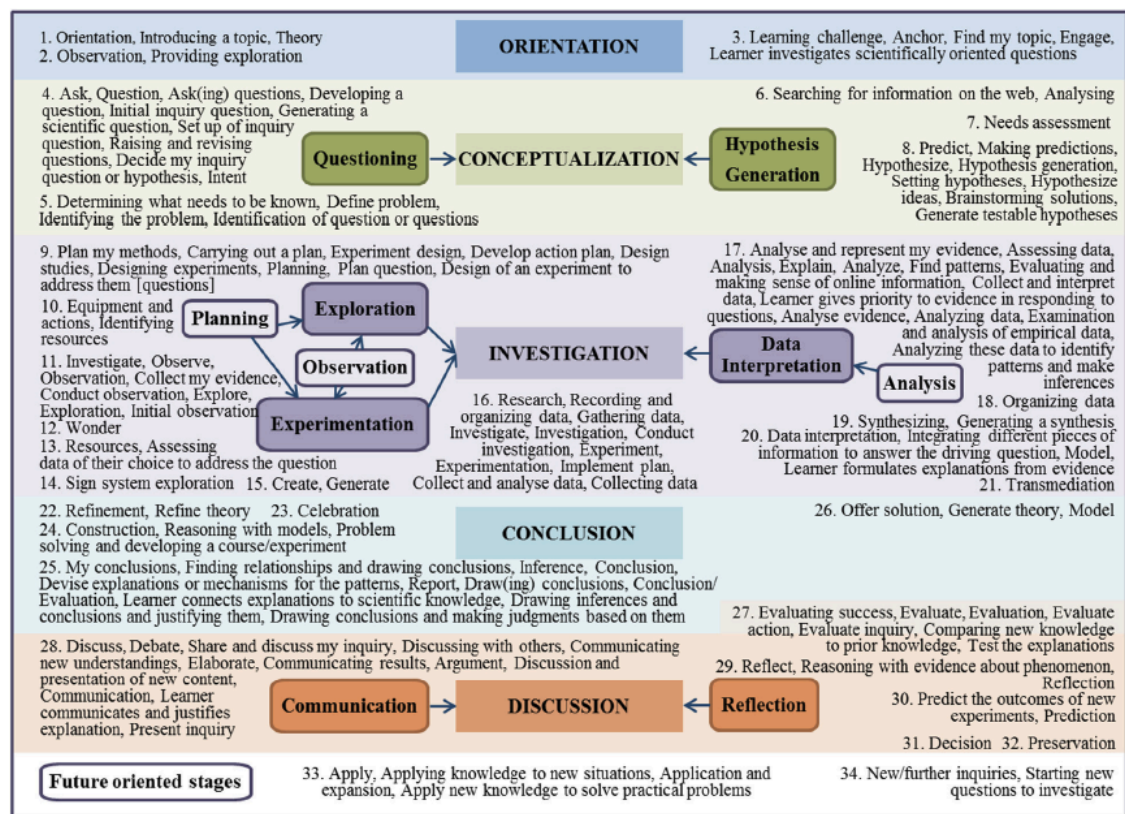 1. Orientation, Introducing a topic, Theory
2. Observation, Providing exploration
ORIENTATION
3. Learning challenge, Anchor, Find my topic, Engage,
Learner investigates scientifically oriented questions
4. Ask, Question, Ask(ing) questions, Developing a
question, Initial inquiry question, Generating a
scientific question, Set up of inquiry
question, Raising and revising
questions, Decide my inquiry
question or hypothesis, Intent
5. Determining what needs to be known, Define problem,
Identifying the problem, Identification of question or questions
Questioning
CONCEPTUALIZATION
Hypothesis
Generation
6. Searching for information on the web, Analysing
7. Needs assessment
8. Predict, Making predictions,
Hypothesize, Hypothesis generation,
Setting hypotheses, Hypothesize
ideas, Brainstorming solutions,
Generate testable hypotheses
9. Plan my methods, Carrying out a plan, Experiment design, Develop action plan, Design
studies, Designing experiments, Planning, Plan question, Design of an experiment to
address them [questions]
10. Equipment and
actions, Identifying
resources
11. Investigate, Observe,
Observation, Collect my evidence,
Conduct observation, Explore,
Exploration, Initial observation
12. Wonder
13. Resources, Assessing
data of their choice to address the question
14. Sign system exploration
15. Create, Generate
Planning
Exploration
Observation
Experimentation
INVESTIGATION
16. Research, Recording and
organizing data, Gathering data,
Investigate, Investigation, Conduct
investigation, Experiment,
Experimentation, Implement plan,
Collect and analyse data, Collecting data
Data
Interpretation
Analysis
17. Analyse and represent my evidence, Assessing data,
Analysis, Explain, Analyze, Find patterns, Evaluating and
making sense of online information, Collect and interpret
data, Learner gives priority to evidence in responding to
questions, Analyse evidence, Analyzing data, Examination
and analysis of empirical data,
Analyzing these data to identify
patterns and make
inferences
18. Organizing data
19. Synthesizing, Generating a synthesis
20. Data interpretation, Integrating different pieces of
information to answer the driving question, Model,
Learner formulates explanations from evidence
21. Transmediation
22. Refinement, Refine theory
23. Celebration
24. Construction, Reasoning with models, Problem
solving and developing a course/experiment
25. My conclusions, Finding relationships and drawing conclusions, Inference, Conclusion,
Devise explanations or mechanisms for the patterns, Report, Draw(ing) conclusions, Conclusion/
Evaluation, Learner connects explanations to scientific knowledge, Drawing inferences and
conclusions and justifying them, Drawing conclusions and making judgments based on them
CONCLUSION
26. Offer solution, Generate theory, Model
27. Evaluating success, Evaluate, Evaluation, Evaluate
action, Evaluate inquiry, Comparing new knowledge
to prior knowledge, Test the explanations
28. Discuss, Debate, Share and discuss my inquiry, Discussing with others, Communicating
new understandings, Elaborate, Communicating results, Argument, Discussion and
presentation of new content,
Communication, Learner
communicates and justifies
explanation, Present inquiry
Communication
DISCUSSION
Reflection
29. Reflect, Reasoning with evidence about phenomenon,
Reflection
30. Predict the outcomes of new
experiments, Prediction
31. Decision
32. Preservation
Future oriented stages
33. Apply, Applying knowledge to new situations, Application and
expansion, Apply new knowledge to solve practical problems
34. New/further inquiries, Starting new
questions to investigate